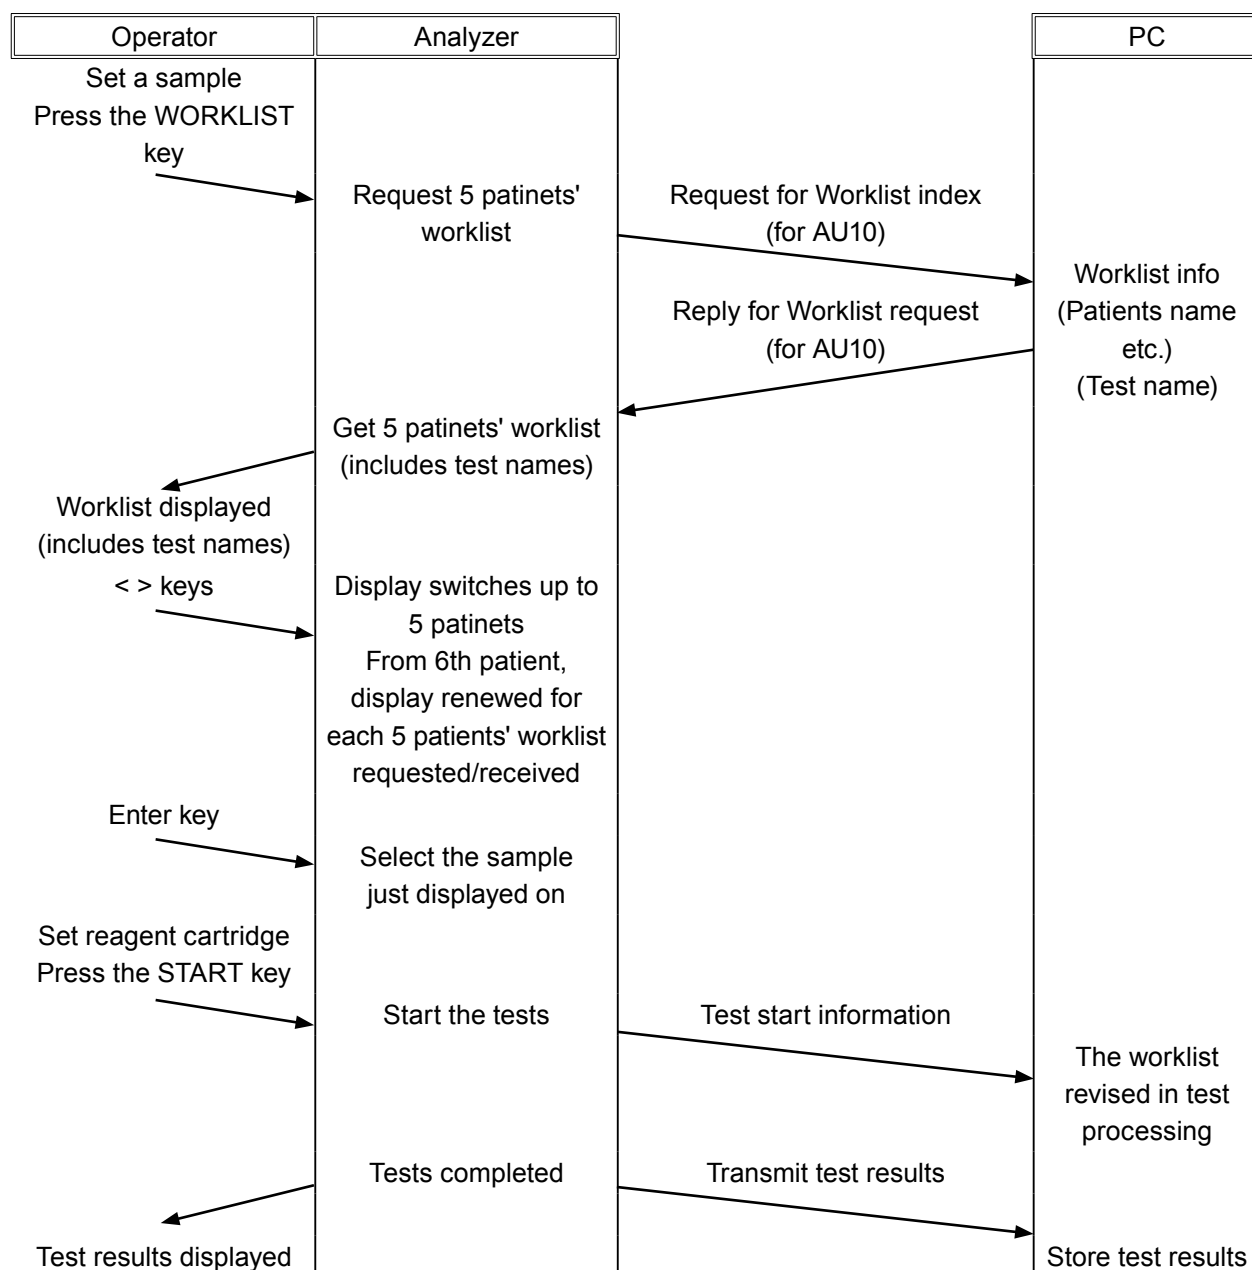 Operator
Analyzer
PC
Set a sample
Press the WORKLIST
key
Request 5 patinets'
worklist
Request for Worklist index
(for AU10)
Worklist info
(Patients name
etc.)
(Test name)
Reply for Worklist request
(for AU10)
Get 5 patinets' worklist
(includes test names)
Worklist displayed
(includes test names)
< > keys
Display switches up to
5 patinets
From 6th patient,
display renewed for
each 5 patients' worklist
requested/received
Enter key
Select the sample
just displayed on
Set reagent cartridge
Press the START key
Start the tests
Test start information
The worklist
revised in test
processing
Tests completed
Transmit test results
Test results displayed
Store test results